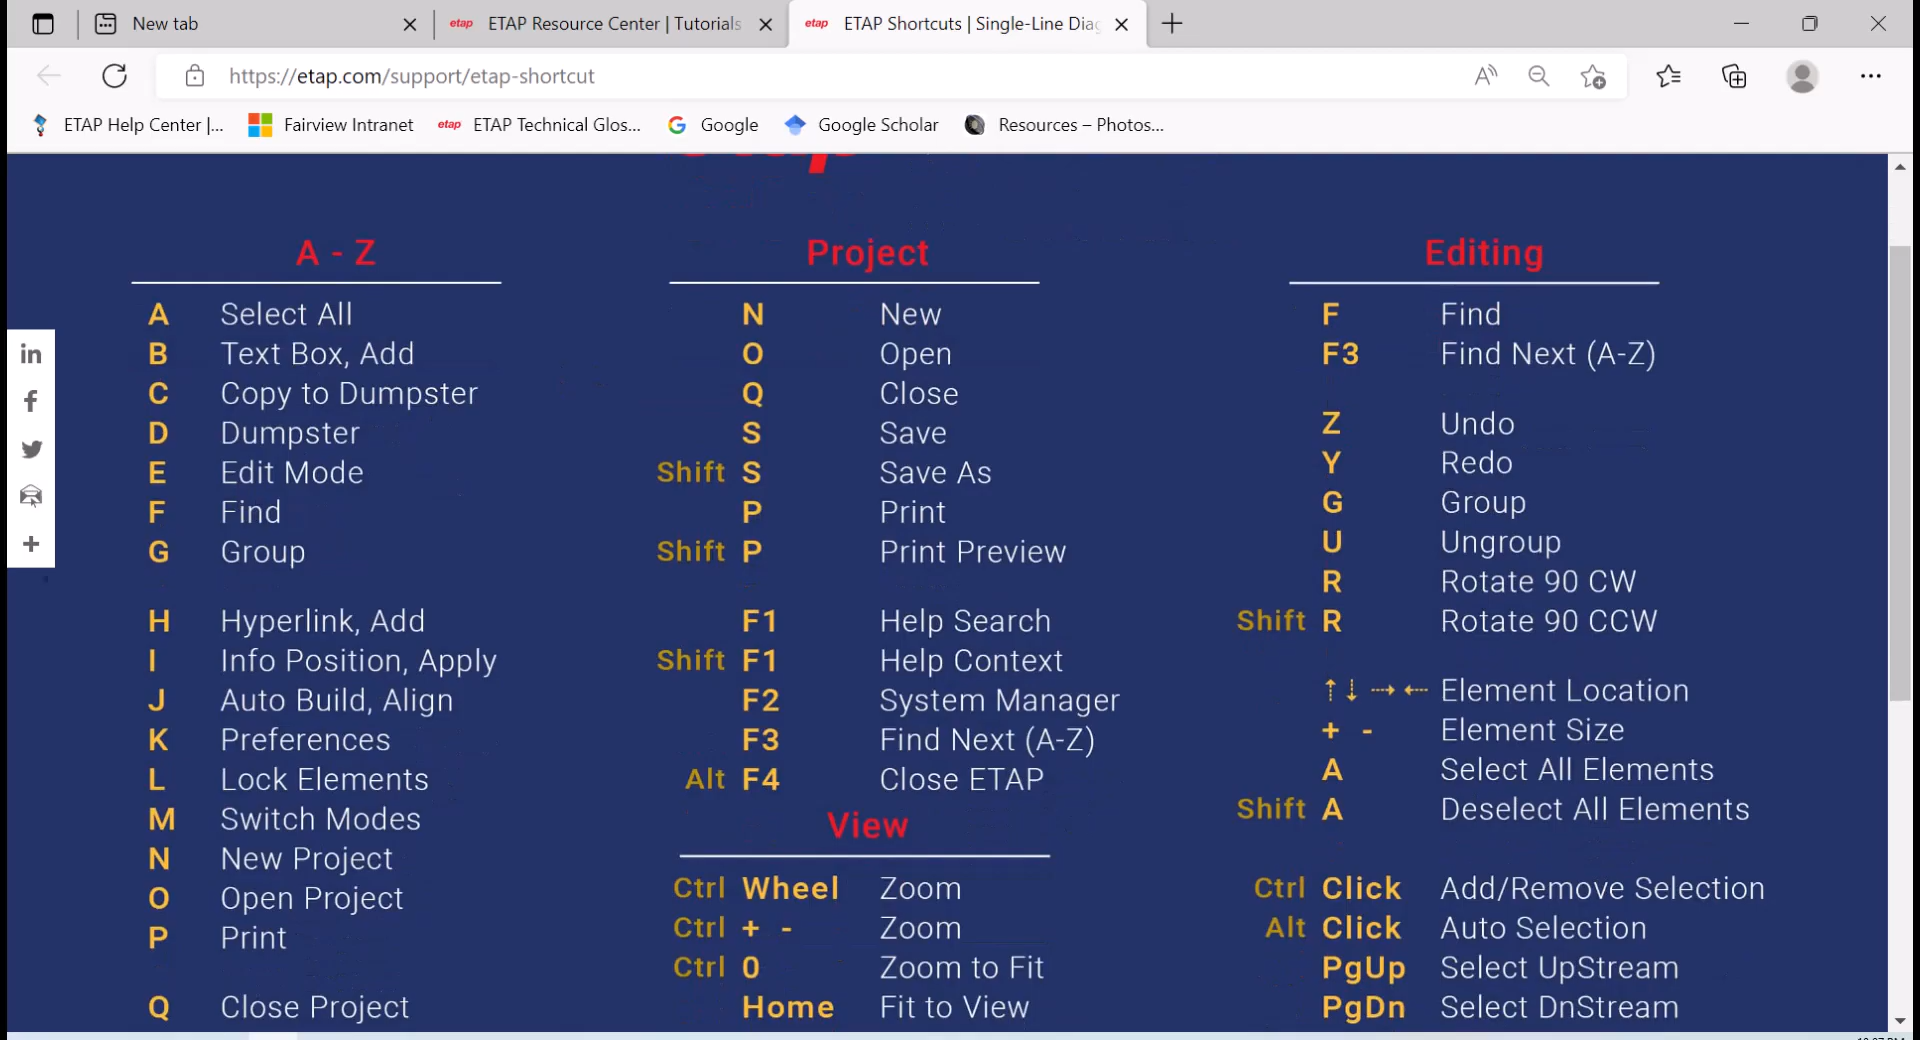 New tab
etap ETAP Resource Center | Tutorials
etap ETAP Shortcuts | Single-Line Diag
https://etap.com/support/etap-shortcut
ETAP Help Center |...
Fairview Intranet
etap ETAP Technical Glos...
Google
Google Scholar
Resources – Photos...
A - Z
A Select All
B Text Box, Add
C Copy to Dumpster
D Dumpster
E Edit Mode
F Find
G Group
H Hyperlink, Add
I Info Position, Apply
J Auto Build, Align
K Preferences
L Lock Elements
M Switch Modes
N New Project
O Open Project
P Print
Q Close Project
Project
N New
O Open
Q Close
S Save
Shift S Save As
P Print
Shift P Print Preview
F1 Help Search
Shift F1 Help Context
F2 System Manager
F3 Find Next (A-Z)
Alt F4 Close ETAP
View
Ctrl Wheel Zoom
Ctrl + - Zoom
Ctrl 0 Zoom to Fit
Home Fit to View
Editing
F Find
F3 Find Next (A-Z)
Z Undo
Y Redo
G Group
U Ungroup
R Rotate 90 CW
Shift R Rotate 90 CCW
↑ ↓ → ← Element Location
+ - Element Size
A Select All Elements
Shift A Deselect All Elements
Ctrl Click Add/Remove Selection
Alt Click Auto Selection
PgUp Select UpStream
PgDn Select DnStream